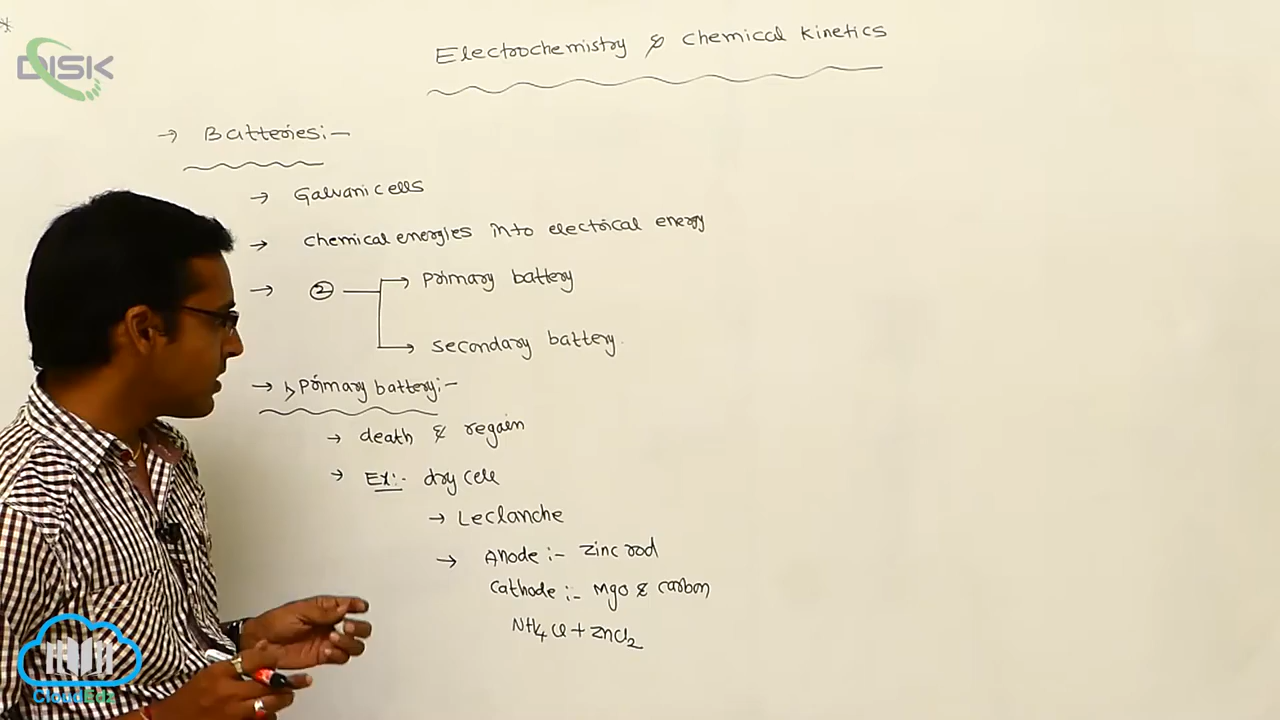 *
DISK
Electrochemistry & chemical kinetics
→ Batteries:-
→ Galvanic cells
→ chemical energies into electrical energy
→ 2 → primary battery
→ secondary battery.
→ 1) primary battery:-
→ death & regain
→ Ex:- dry cell
→ Leclanche
→ Anode :- zinc rod
Cathode :- MgO & carbon
NH4Cl + ZnCl2
CloudEdz